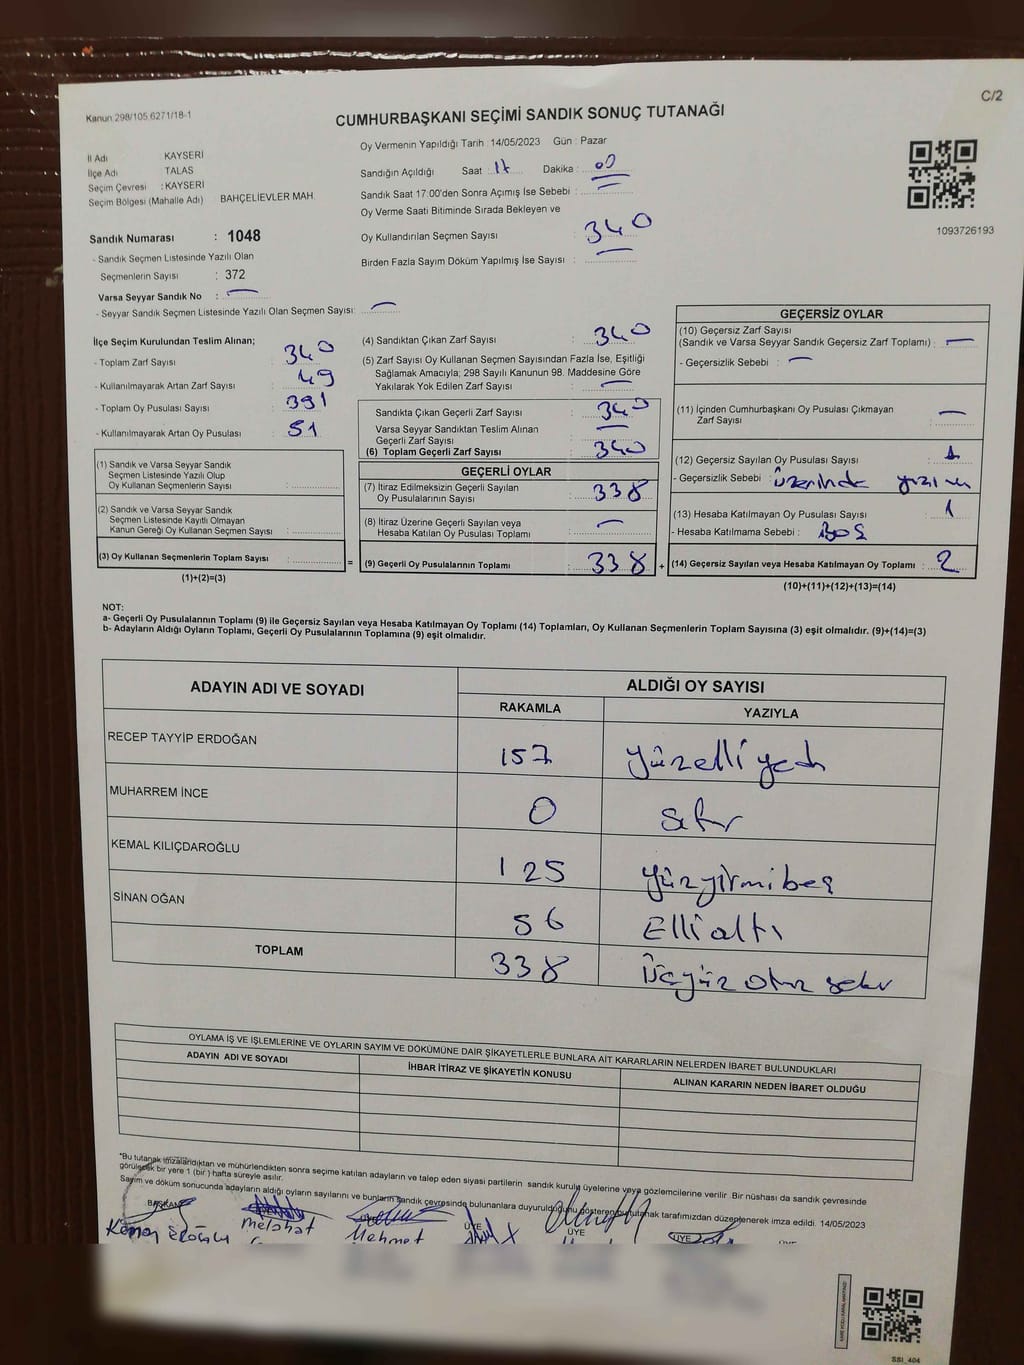 C/2
Kanun 298/105 6271/18-1
CUMHURBAŞKANI SEÇİMİ SANDIK SONUÇ TUTANAĞI
İl Adı KAYSERİ
İlçe Adı TALAS
Seçim Çevresi : KAYSERİ
Seçim Bölgesi (Mahalle Adı) BAHÇELİEVLER MAH
Sandık Numarası : 1048
- Sandık Seçmen Listesinde Yazılı Olan
Seçmenlerin Sayısı : 372
Varsa Seyyar Sandık No :
- Seyyar Sandık Seçmen Listesinde Yazılı Olan Seçmen Sayısı:
Oy Vermenin Yapıldığı Tarih : 14/05/2023 Gün : Pazar
Sandığın Açıldığı Saat : 17 Dakika : 00
Sandık Saat 17.00'den Sonra Açımış İse Sebebi :
Oy Verme Saati Bitiminde Sırada Bekleyen ve
Oy Kullandırılan Seçmen Sayısı : 340
Birden Fazla Sayım Döküm Yapılmış İse Sayısı :
1093726193
İlçe Seçim Kurulundan Teslim Alınan;
- Toplam Zarf Sayısı : 340
- Kullanılmayarak Artan Zarf Sayısı : 49
- Toplam Oy Pusulası Sayısı : 391
- Kullanılmayarak Artan Oy Pusulası : 51
(1) Sandık ve Varsa Seyyar Sandık
Seçmen Listesinde Yazılı Olup
Oy Kullanan Seçmenlerin Sayısı :
(2) Sandık ve Varsa Seyyar Sandık
Seçmen Listesinde Kayıtlı Olmayan
Kanun Gereği Oy Kullanan Seçmen Sayısı :
(3) Oy Kullanan Seçmenlerin Toplam Sayısı :
(1)+(2)=(3)
(4) Sandıktan Çıkan Zarf Sayısı : 340
(5) Zarf Sayısı Oy Kullanan Seçmen Sayısından Fazla İse, Eşitliği
Sağlamak Amacıyla; 298 Sayılı Kanunun 98. Maddesine Göre
Yakılarak Yok Edilen Zarf Sayısı :
Sandıkta Çıkan Geçerli Zarf Sayısı : 340
Varsa Seyyar Sandıktan Teslim Alınan
Geçerli Zarf Sayısı :
(6) Toplam Geçerli Zarf Sayısı : 340
GEÇERLİ OYLAR
(7) İtiraz Edilmeksizin Geçerli Sayılan
Oy Pusulalarının Sayısı : 338
(8) İtiraz Üzerine Geçerli Sayılan veya
Hesaba Katılan Oy Pusulası Toplamı :
= (9) Geçerli Oy Pusulalarının Toplamı : 338
GEÇERSİZ OYLAR
(10) Geçersiz Zarf Sayısı
(Sandık ve Varsa Seyyar Sandık Geçersiz Zarf Toplamı) :
- Geçersizlik Sebebi :
(11) İçinden Cumhurbaşkanı Oy Pusulası Çıkmayan
Zarf Sayısı :
(12) Geçersiz Sayılan Oy Pusulası Sayısı : 1
- Geçersizlik Sebebi : üzerinde
(13) Hesaba Katılmayan Oy Pusulası Sayısı : 1
- Hesaba Katılmama Sebebi : Boş
+ (14) Geçersiz Sayılan veya Hesaba Katılmayan Oy Toplamı : 2
(10)+(11)+(12)+(13)=(14)
NOT:
a- Geçerli Oy Pusulalarının Toplamı (9) ile Geçersiz Sayılan veya Hesaba Katılmayan Oy Toplamı (14) Toplamları, Oy Kullanan Seçmenlerin Toplam Sayısına (3) eşit olmalıdır. (9)+(14)=(3)
b- Adayların Aldığı Oyların Toplamı, Geçerli Oy Pusulalarının Toplamına (9) eşit olmalıdır.
ADAYIN ADI VE SOYADI ALDIĞI OY SAYISI
RAKAMLA YAZIYLA
RECEP TAYYİP ERDOĞAN 157 yüzelli yedi
MUHARREM İNCE 0 sıfır
KEMAL KILIÇDAROĞLU 125 yüzyirmibeş
SİNAN OĞAN 56 Elli altı
TOPLAM 338 üçyüz otuz sekiz
OYLAMA İŞ VE İŞLEMLERİNE VE OYLARIN SAYIM VE DÖKÜMÜNE DAİR ŞİKAYETLERLE BUNLARA AİT KARARLARIN NELERDEN İBARET BULUNDUKLARI
ADAYIN ADI VE SOYADI İHBAR İTİRAZ VE ŞİKAYETİN KONUSU ALINAN KARARIN NEDEN İBARET OLDUĞU
*Bu tutanak imzalandıktan ve mühürlendikten sonra seçime katılan adayların ve talep eden siyasi partilerin sandık kurulu üyelerine veya gözlemcilerine verilir. Bir nüshası da sandık çevresinde
görülecek bir yere 1 (bir ) hafta süreyle asılır.
Sayım ve döküm sonucunda adayların aldığı oyların sayılarını ve bunların sandık çevresinde bulunanlara duyurulduğunu gösteren bu tutanak tarafımızdan düzenlenerek imza edildi. 14/05/2023
BAŞKAN ÜYE ÜYE ÜYE
Kenan Eroğlu Melahat Mehmet
SSI_404